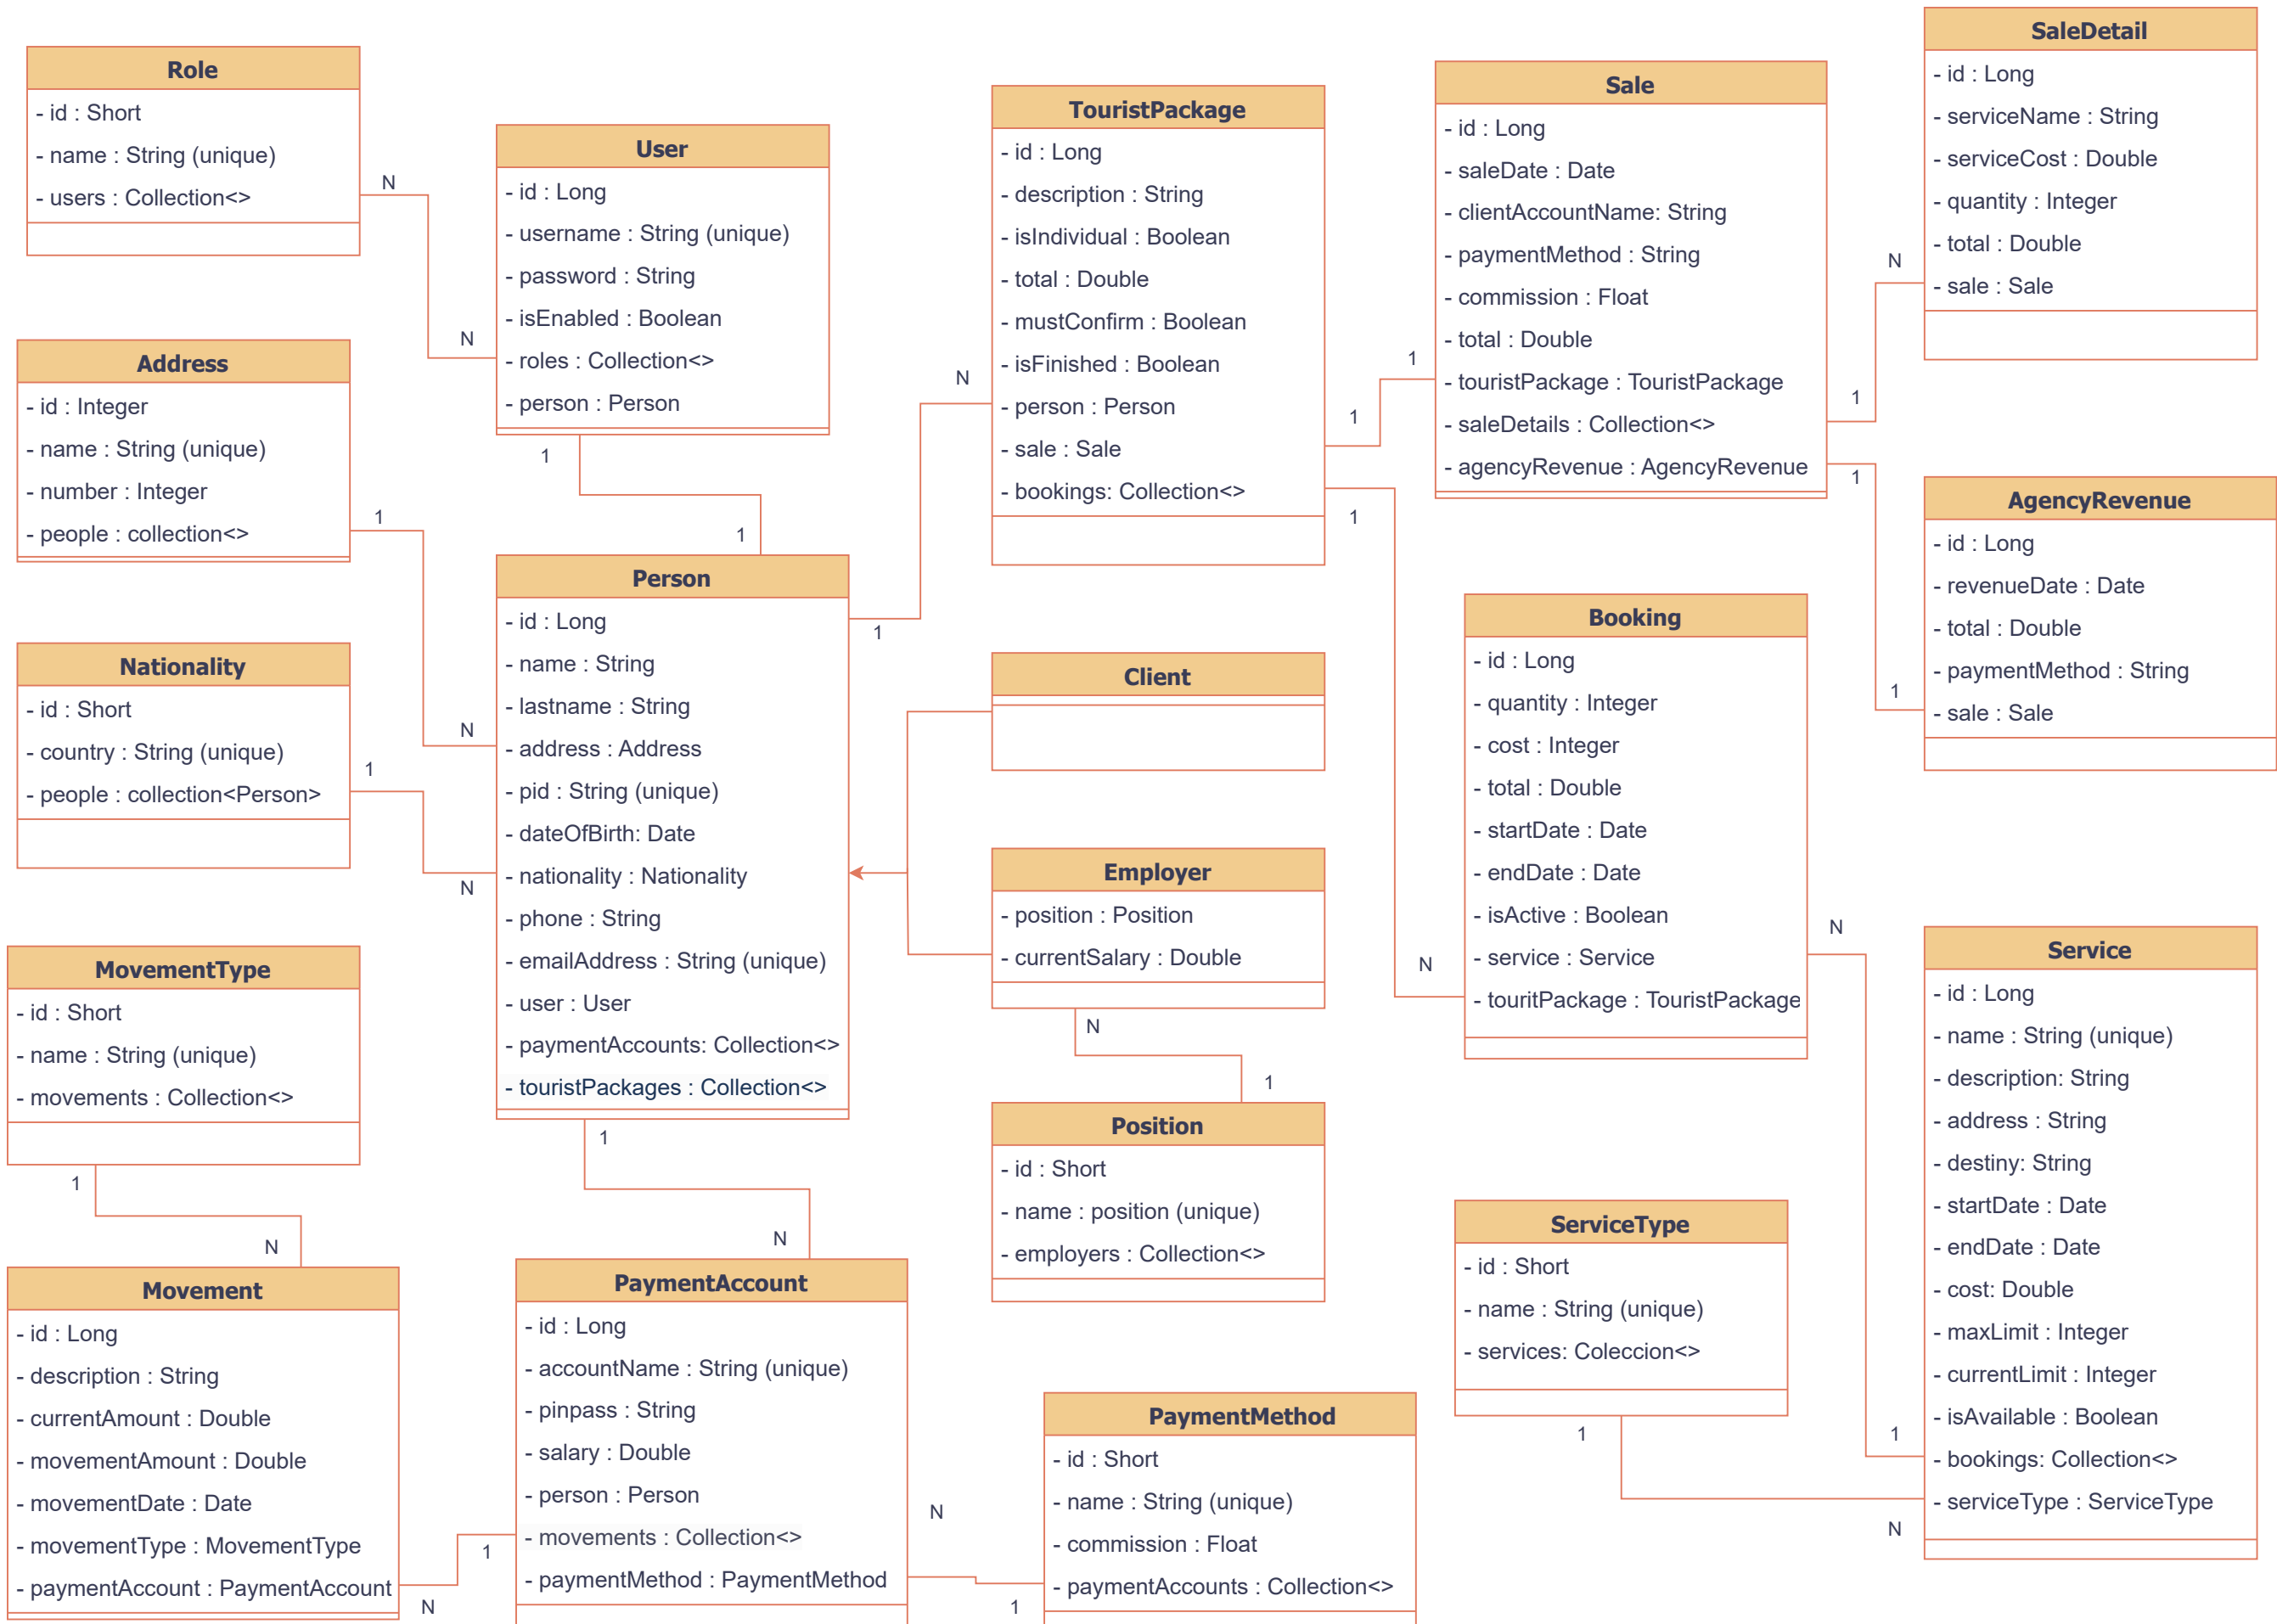 Role
- id : Short
- name : String (unique)
- users : Collection<>
N
N
User
- id : Long
- username : String (unique)
- password : String
- isEnabled : Boolean
- roles : Collection<>
- person : Person
1
1
Address
- id : Integer
- name : String (unique)
- number : Integer
- people : collection<>
1
N
Nationality
- id : Short
- country : String (unique)
- people : collection<Person>
1
N
Person
- id : Long
- name : String
- lastname : String
- address : Address
- pid : String (unique)
- dateOfBirth: Date
- nationality : Nationality
- phone : String
- emailAddress : String (unique)
- user : User
- paymentAccounts: Collection<>
- touristPackages : Collection<>
1
N
1
N
TouristPackage
- id : Long
- description : String
- isIndividual : Boolean
- total : Double
- mustConfirm : Boolean
- isFinished : Boolean
- person : Person
- sale : Sale
- bookings: Collection<>
1
1
1
N
Sale
- id : Long
- saleDate : Date
- clientAccountName: String
- paymentMethod : String
- commission : Float
- total : Double
- touristPackage : TouristPackage
- saleDetails : Collection<>
- agencyRevenue : AgencyRevenue
1
N
1
1
SaleDetail
- id : Long
- serviceName : String
- serviceCost : Double
- quantity : Integer
- total : Double
- sale : Sale
AgencyRevenue
- id : Long
- revenueDate : Date
- total : Double
- paymentMethod : String
- sale : Sale
Client
Employer
- position : Position
- currentSalary : Double
N
1
Position
- id : Short
- name : position (unique)
- employers : Collection<>
Booking
- id : Long
- quantity : Integer
- cost : Integer
- total : Double
- startDate : Date
- endDate : Date
- isActive : Boolean
- service : Service
- touritPackage : TouristPackage
N
1
Service
- id : Long
- name : String (unique)
- description: String
- address : String
- destiny: String
- startDate : Date
- endDate : Date
- cost: Double
- maxLimit : Integer
- currentLimit : Integer
- isAvailable : Boolean
- bookings: Collection<>
- serviceType : ServiceType
ServiceType
- id : Short
- name : String (unique)
- services: Coleccion<>
1
N
MovementType
- id : Short
- name : String (unique)
- movements : Collection<>
1
N
Movement
- id : Long
- description : String
- currentAmount : Double
- movementAmount : Double
- movementDate : Date
- movementType : MovementType
- paymentAccount : PaymentAccount
N
1
PaymentAccount
- id : Long
- accountName : String (unique)
- pinpass : String
- salary : Double
- person : Person
- movements : Collection<>
- paymentMethod : PaymentMethod
N
1
PaymentMethod
- id : Short
- name : String (unique)
- commission : Float
- paymentAccounts : Collection<>